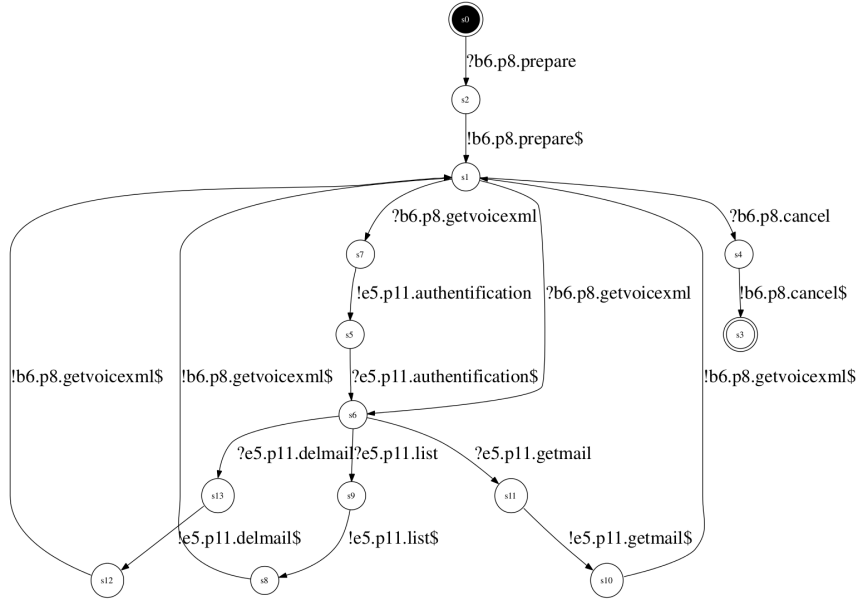 s0
?b6.p8.prepare
s2
!b6.p8.prepare$
s1
?b6.p8.getvoicexml
?b6.p8.cancel
s7
s4
!e5.p11.authentification
?b6.p8.getvoicexml
!b6.p8.cancel$
s5
s3
!b6.p8.getvoicexml$
!b6.p8.getvoicexml$
?e5.p11.authentification$
!b6.p8.getvoicexml$
s6
?e5.p11.delmail
?e5.p11.list
?e5.p11.getmail
s13
s9
s11
!e5.p11.delmail$
!e5.p11.list$
!e5.p11.getmail$
s12
s8
s10